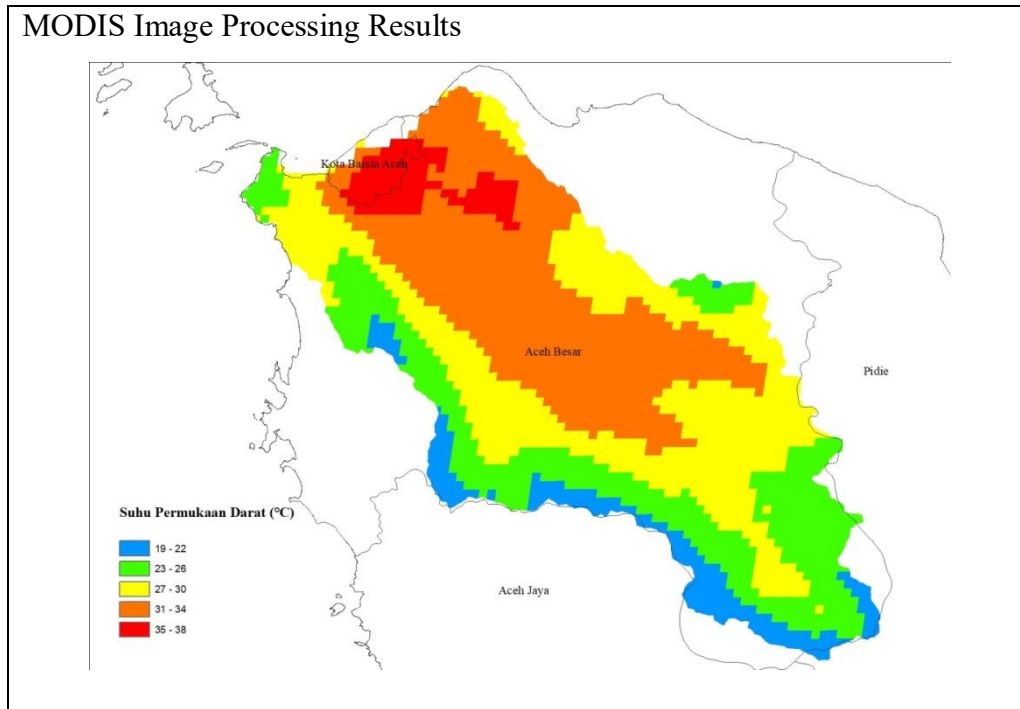 MODIS Image Processing Results
Kota Banda Aceh
Aceh Besar
Pidie
Suhu Permukaan Darat (°C)
19 - 22
23 - 26
27 - 30
31 - 34
35 - 38
Aceh Jaya